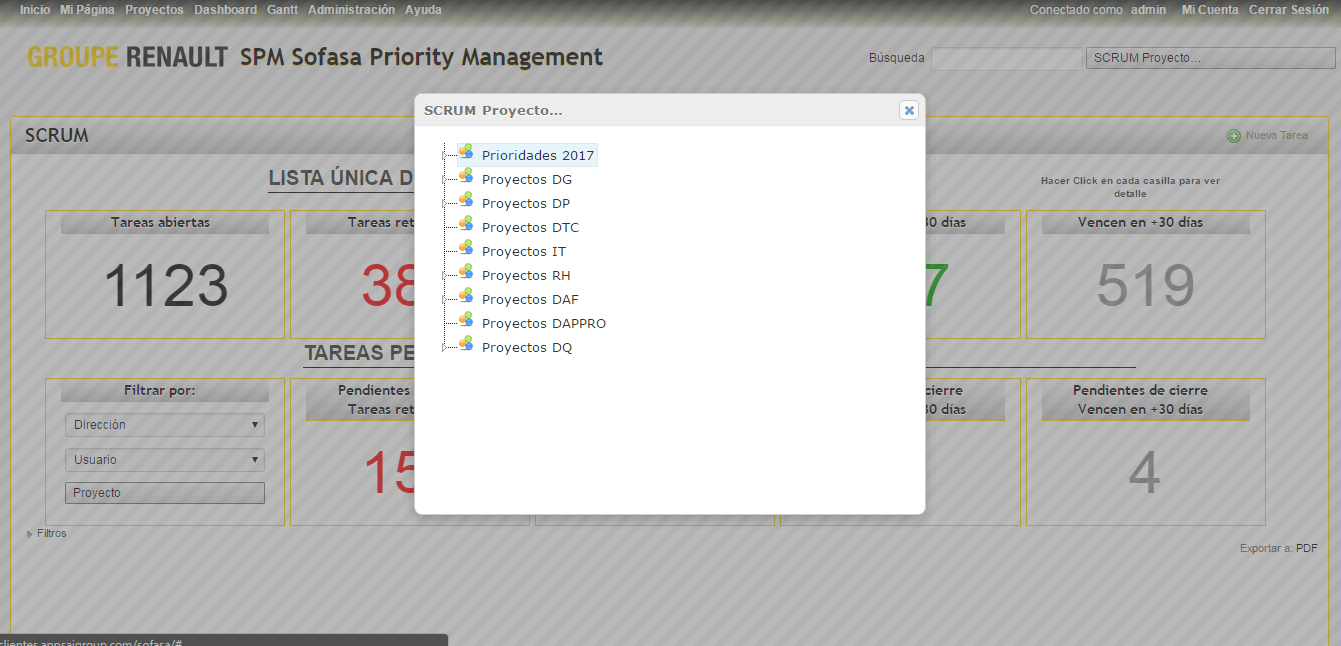 Inicio Mi Página Proyectos Dashboard Gantt Administración Ayuda
Conectado como admin Mi Cuenta Cerrar Sesión
GROUPE RENAULT SPM Sofasa Priority Management
Búsqueda
SCRUM Proyecto...
SCRUM Proyecto...
Prioridades 2017
Proyectos DG
Proyectos DP
Proyectos DTC
Proyectos IT
Proyectos RH
Proyectos DAF
Proyectos DAPPRO
Proyectos DQ
SCRUM
Nueva Tarea
LISTA ÚNICA D
Hacer Click en cada casilla para ver
detalle
Tareas abiertas
1123
Tareas ret
38
30 días
7
Vencen en +30 días
519
TAREAS PE
Filtrar por:
Dirección
Usuario
Proyecto
Pendientes
Tareas ret
15
cierre
30 días
Pendientes de cierre
Vencen en +30 días
4
Filtros
Exportar a: PDF
clientes.appsaigroup.com/sofasa/#